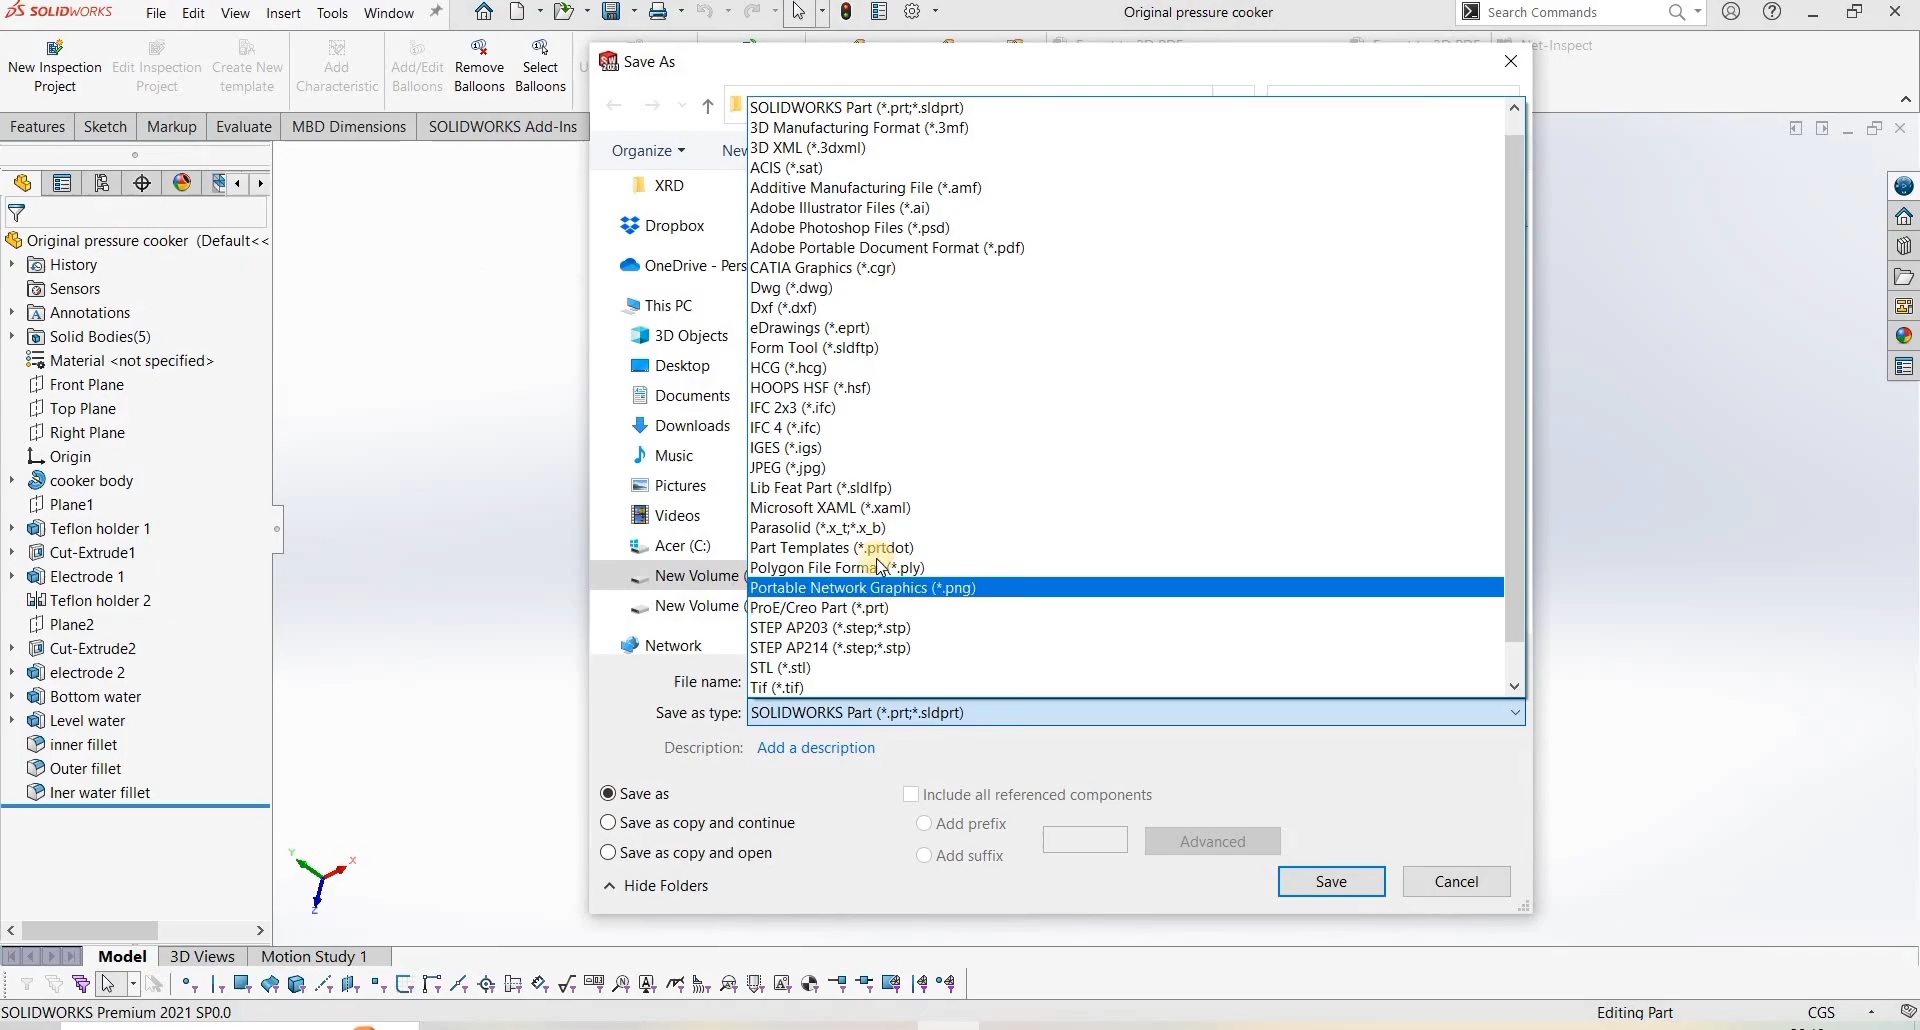 SOLIDWORKS File Edit View Insert Tools Window Original pressure cooker Search Commands
New Inspection Project
Edit Inspection Project
Create New template
Add Characteristic
Add/Edit Balloons
Remove Balloons
Select Balloons
Net-Inspect
Features Sketch Markup Evaluate MBD Dimensions SOLIDWORKS Add-Ins
Original pressure cooker (Default<<
History
Sensors
Annotations
Solid Bodies(5)
Material <not specified>
Front Plane
Top Plane
Right Plane
Origin
cooker body
Plane1
Teflon holder 1
Cut-Extrude1
Electrode 1
Teflon holder 2
Plane2
Cut-Extrude2
electrode 2
Bottom water
Level water
inner fillet
Outer fillet
Iner water fillet
Y X Z
Save As
Organize
New
XRD
Dropbox
OneDrive - Pers
This PC
3D Objects
Desktop
Documents
Downloads
Music
Pictures
Videos
Acer (C:)
New Volume (
New Volume (
Network
SOLIDWORKS Part (*.prt;*.sldprt)
3D Manufacturing Format (*.3mf)
3D XML (*.3dxml)
ACIS (*.sat)
Additive Manufacturing File (*.amf)
Adobe Illustrator Files (*.ai)
Adobe Photoshop Files (*.psd)
Adobe Portable Document Format (*.pdf)
CATIA Graphics (*.cgr)
Dwg (*.dwg)
Dxf (*.dxf)
eDrawings (*.eprt)
Form Tool (*.sldftp)
HCG (*.hcg)
HOOPS HSF (*.hsf)
IFC 2x3 (*.ifc)
IFC 4 (*.ifc)
IGES (*.igs)
JPEG (*.jpg)
Lib Feat Part (*.sldlfp)
Microsoft XAML (*.xaml)
Parasolid (*.x_t;*.x_b)
Part Templates (*.prtdot)
Polygon File Format (*.ply)
Portable Network Graphics (*.png)
ProE/Creo Part (*.prt)
STEP AP203 (*.step;*.stp)
STEP AP214 (*.step;*.stp)
STL (*.stl)
Tif (*.tif)
File name:
Save as type: SOLIDWORKS Part (*.prt;*.sldprt)
Description: Add a description
Save as
Save as copy and continue
Save as copy and open
Include all referenced components
Add prefix
Add suffix
Advanced
Hide Folders
Save
Cancel
Model 3D Views Motion Study 1
SOLIDWORKS Premium 2021 SP0.0 Editing Part CGS